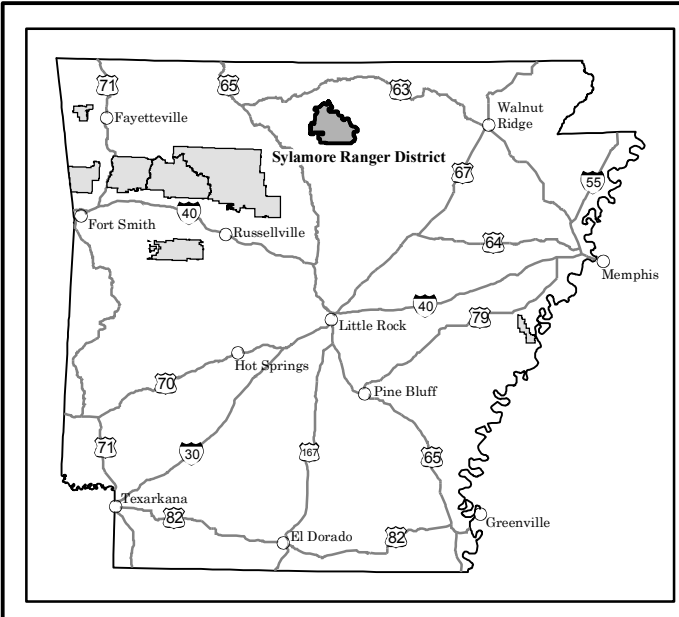 71
65
63
Fayetteville
Walnut
Ridge
Sylamore Ranger District
67
55
40
Fort Smith
Russellville
64
Memphis
40
79
Little Rock
Hot Springs
70
Pine Bluff
71
30
167
65
Texarkana
82
Greenville
El Dorado
82